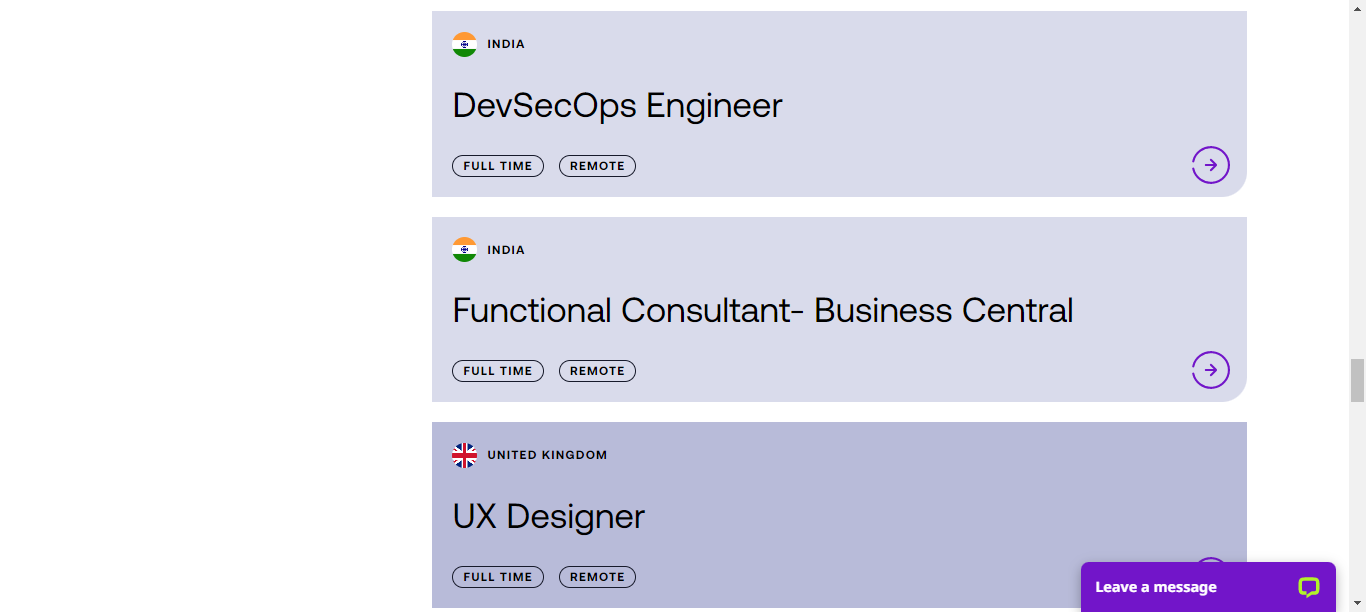 INDIA
DevSecOps Engineer
FULL TIME REMOTE
INDIA
Functional Consultant- Business Central
FULL TIME REMOTE
UNITED KINGDOM
UX Designer
FULL TIME REMOTE
Leave a message